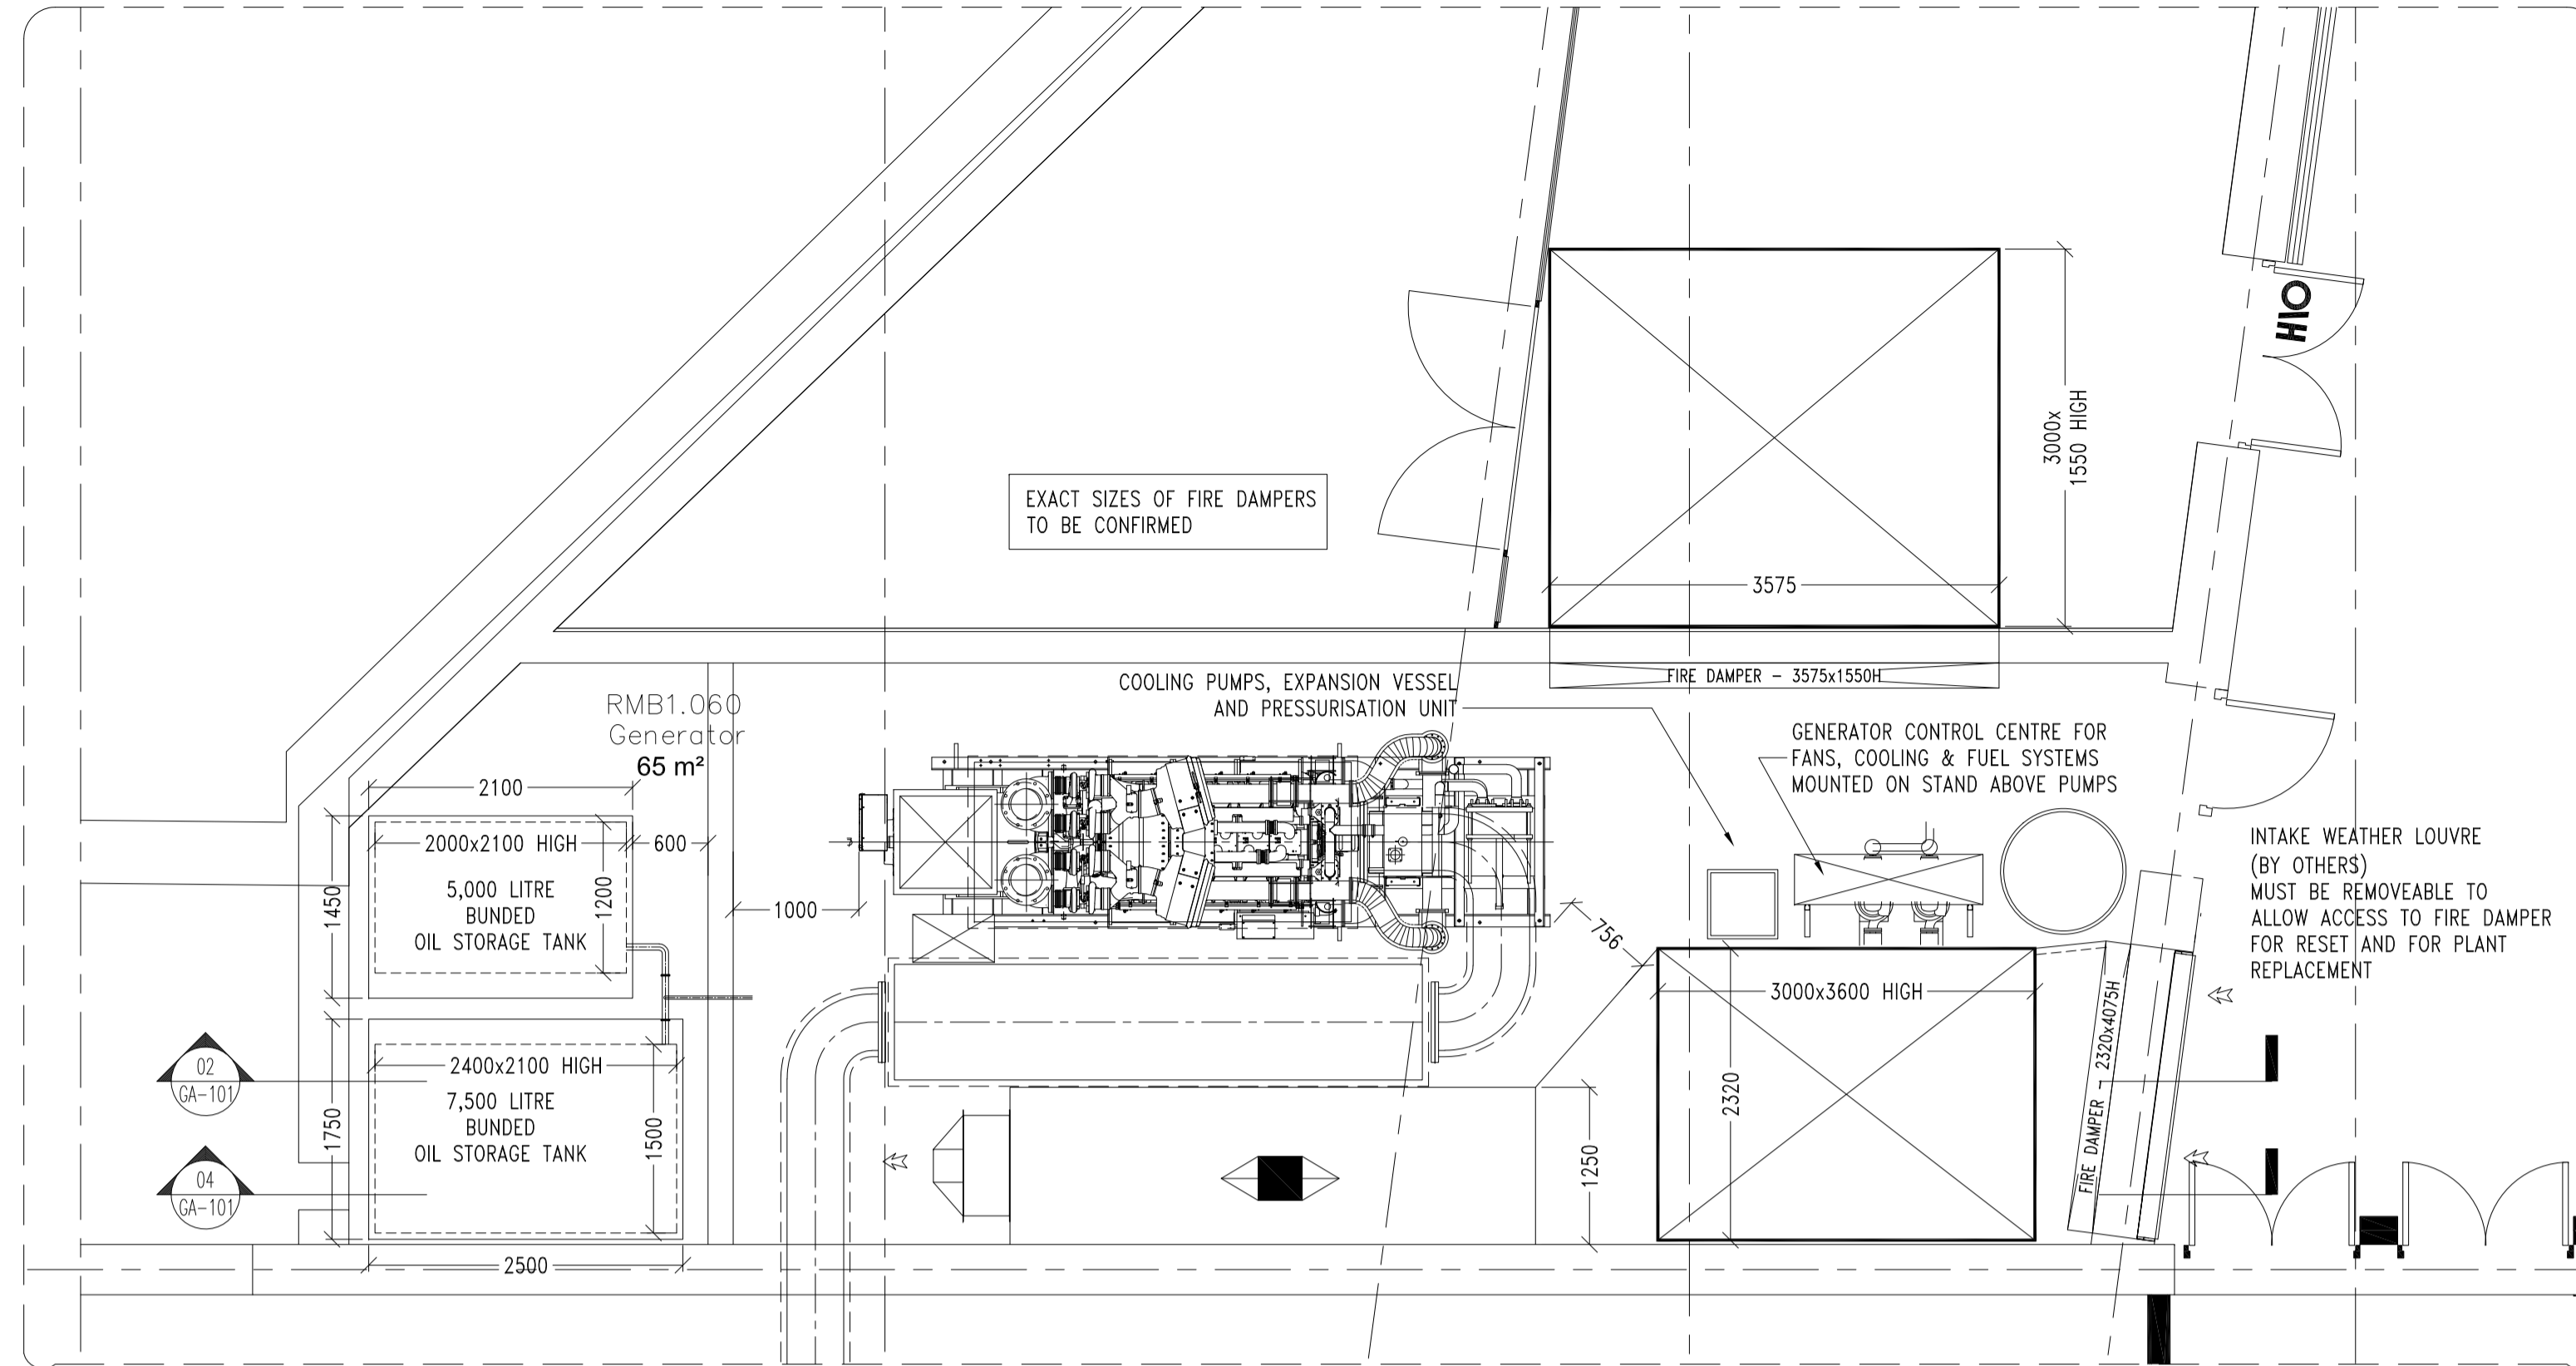 3000x
1550 HIGH
EXACT SIZES OF FIRE DAMPERS
TO BE CONFIRMED
3575
FIRE DAMPER - 3575x1550H
COOLING PUMPS, EXPANSION VESSEL
AND PRESSURISATION UNIT
RMB1.060
Generator
65 m²
GENERATOR CONTROL CENTRE FOR
FANS, COOLING & FUEL SYSTEMS
MOUNTED ON STAND ABOVE PUMPS
2100
2000x2100 HIGH
600
5,000 LITRE
BUNDED
OIL STORAGE TANK
1200
1450
1000
756
INTAKE WEATHER LOUVRE
(BY OTHERS)
MUST BE REMOVEABLE TO
ALLOW ACCESS TO FIRE DAMPER
FOR RESET AND FOR PLANT
REPLACEMENT
3000x3600 HIGH
2320
FIRE DAMPER - 2320x4075H
02
GA-101
2400x2100 HIGH
7,500 LITRE
BUNDED
OIL STORAGE TANK
1500
1750
04
GA-101
1250
2500